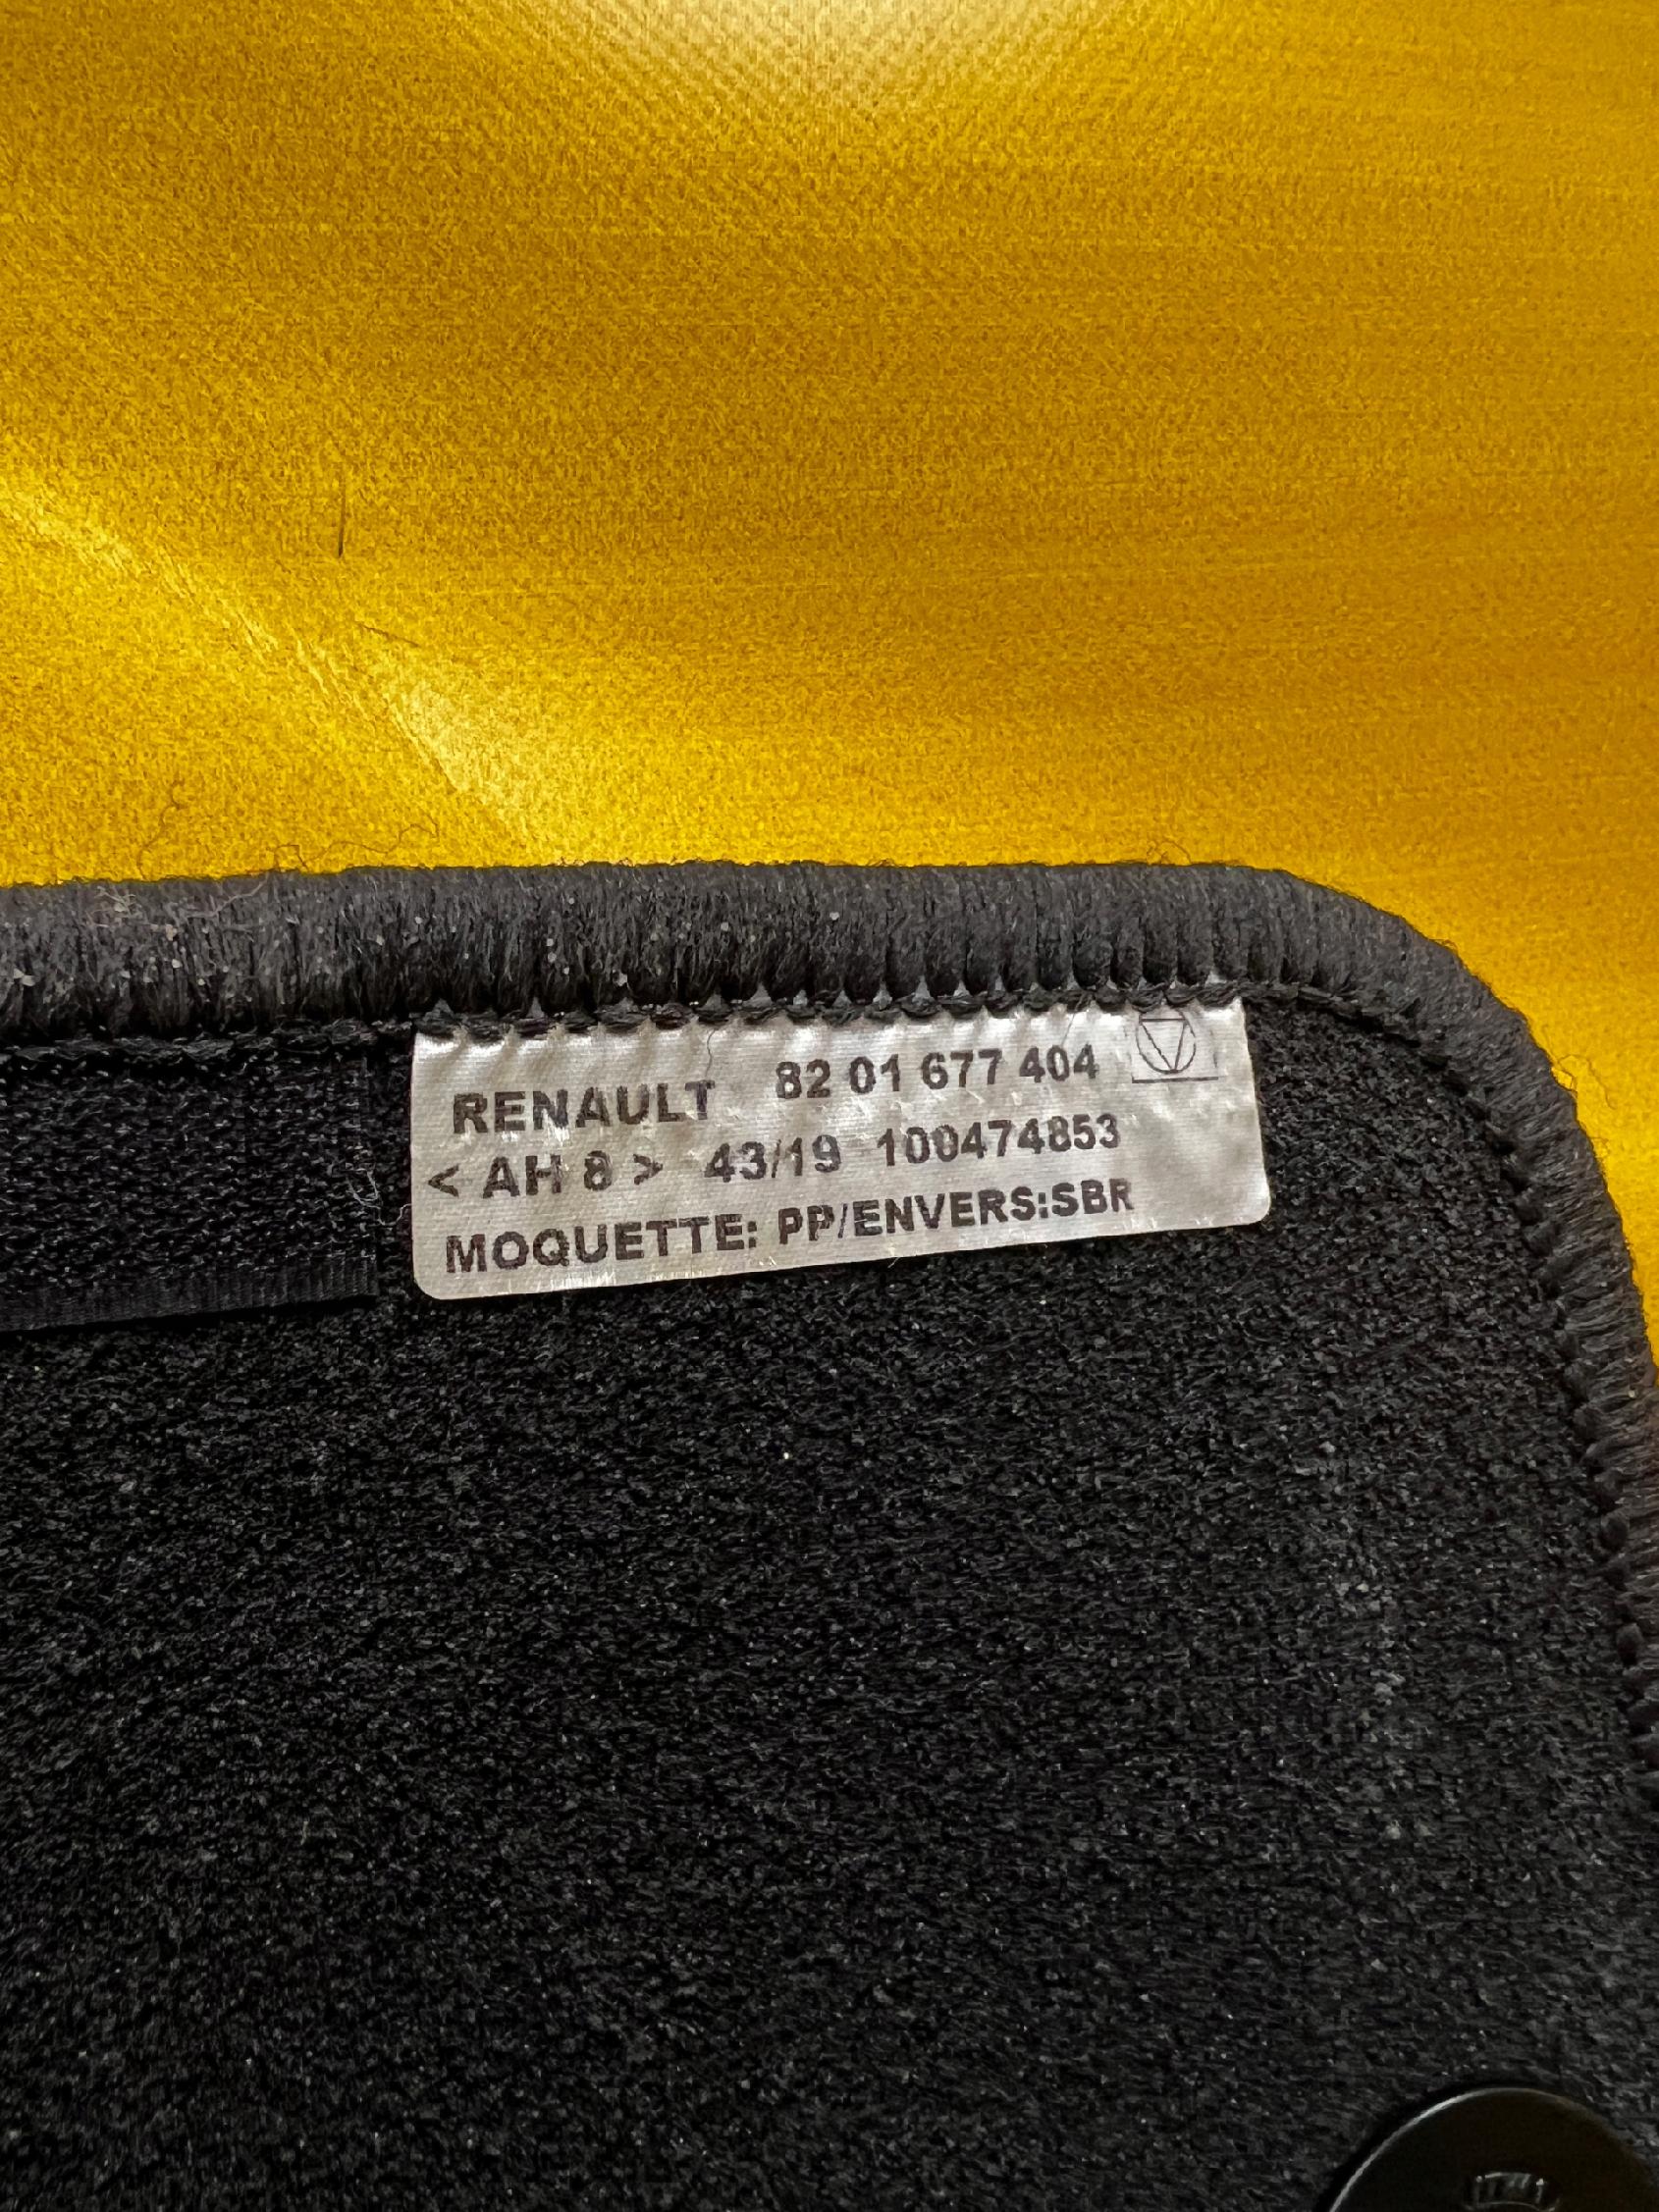 RENAULT 82 01 677 404
< AH 8 > 43/19 100474853
MOQUETTE: PP/ENVERS:SBR